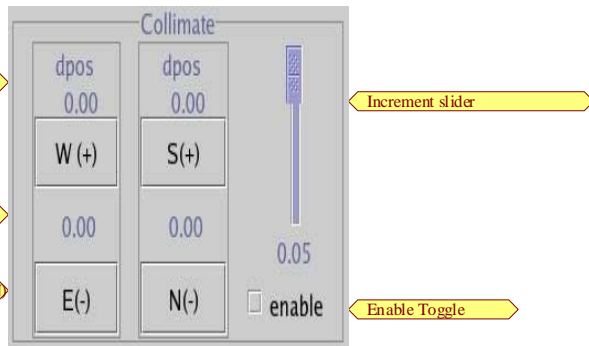 Collimate
dpos dpos
0.00 0.00
Increment slider
W (+) S(+)
0.00 0.00
0.05
E(-) N(-) enable
Enable Toggle